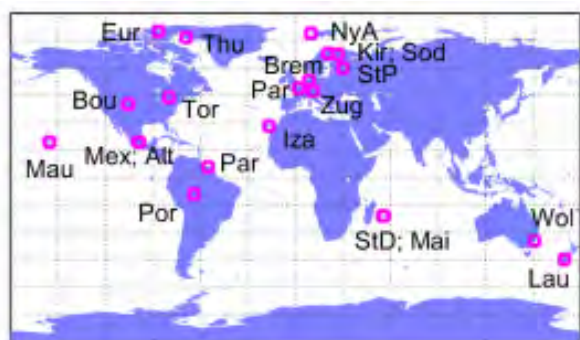 Eur
NyA
Thu
Kir; Sod
Brem
StP
Par
Bou
Tor
Zug
Iza
Mau
Mex; Alt
Par
Por
StD; Mai
Wol
Lau